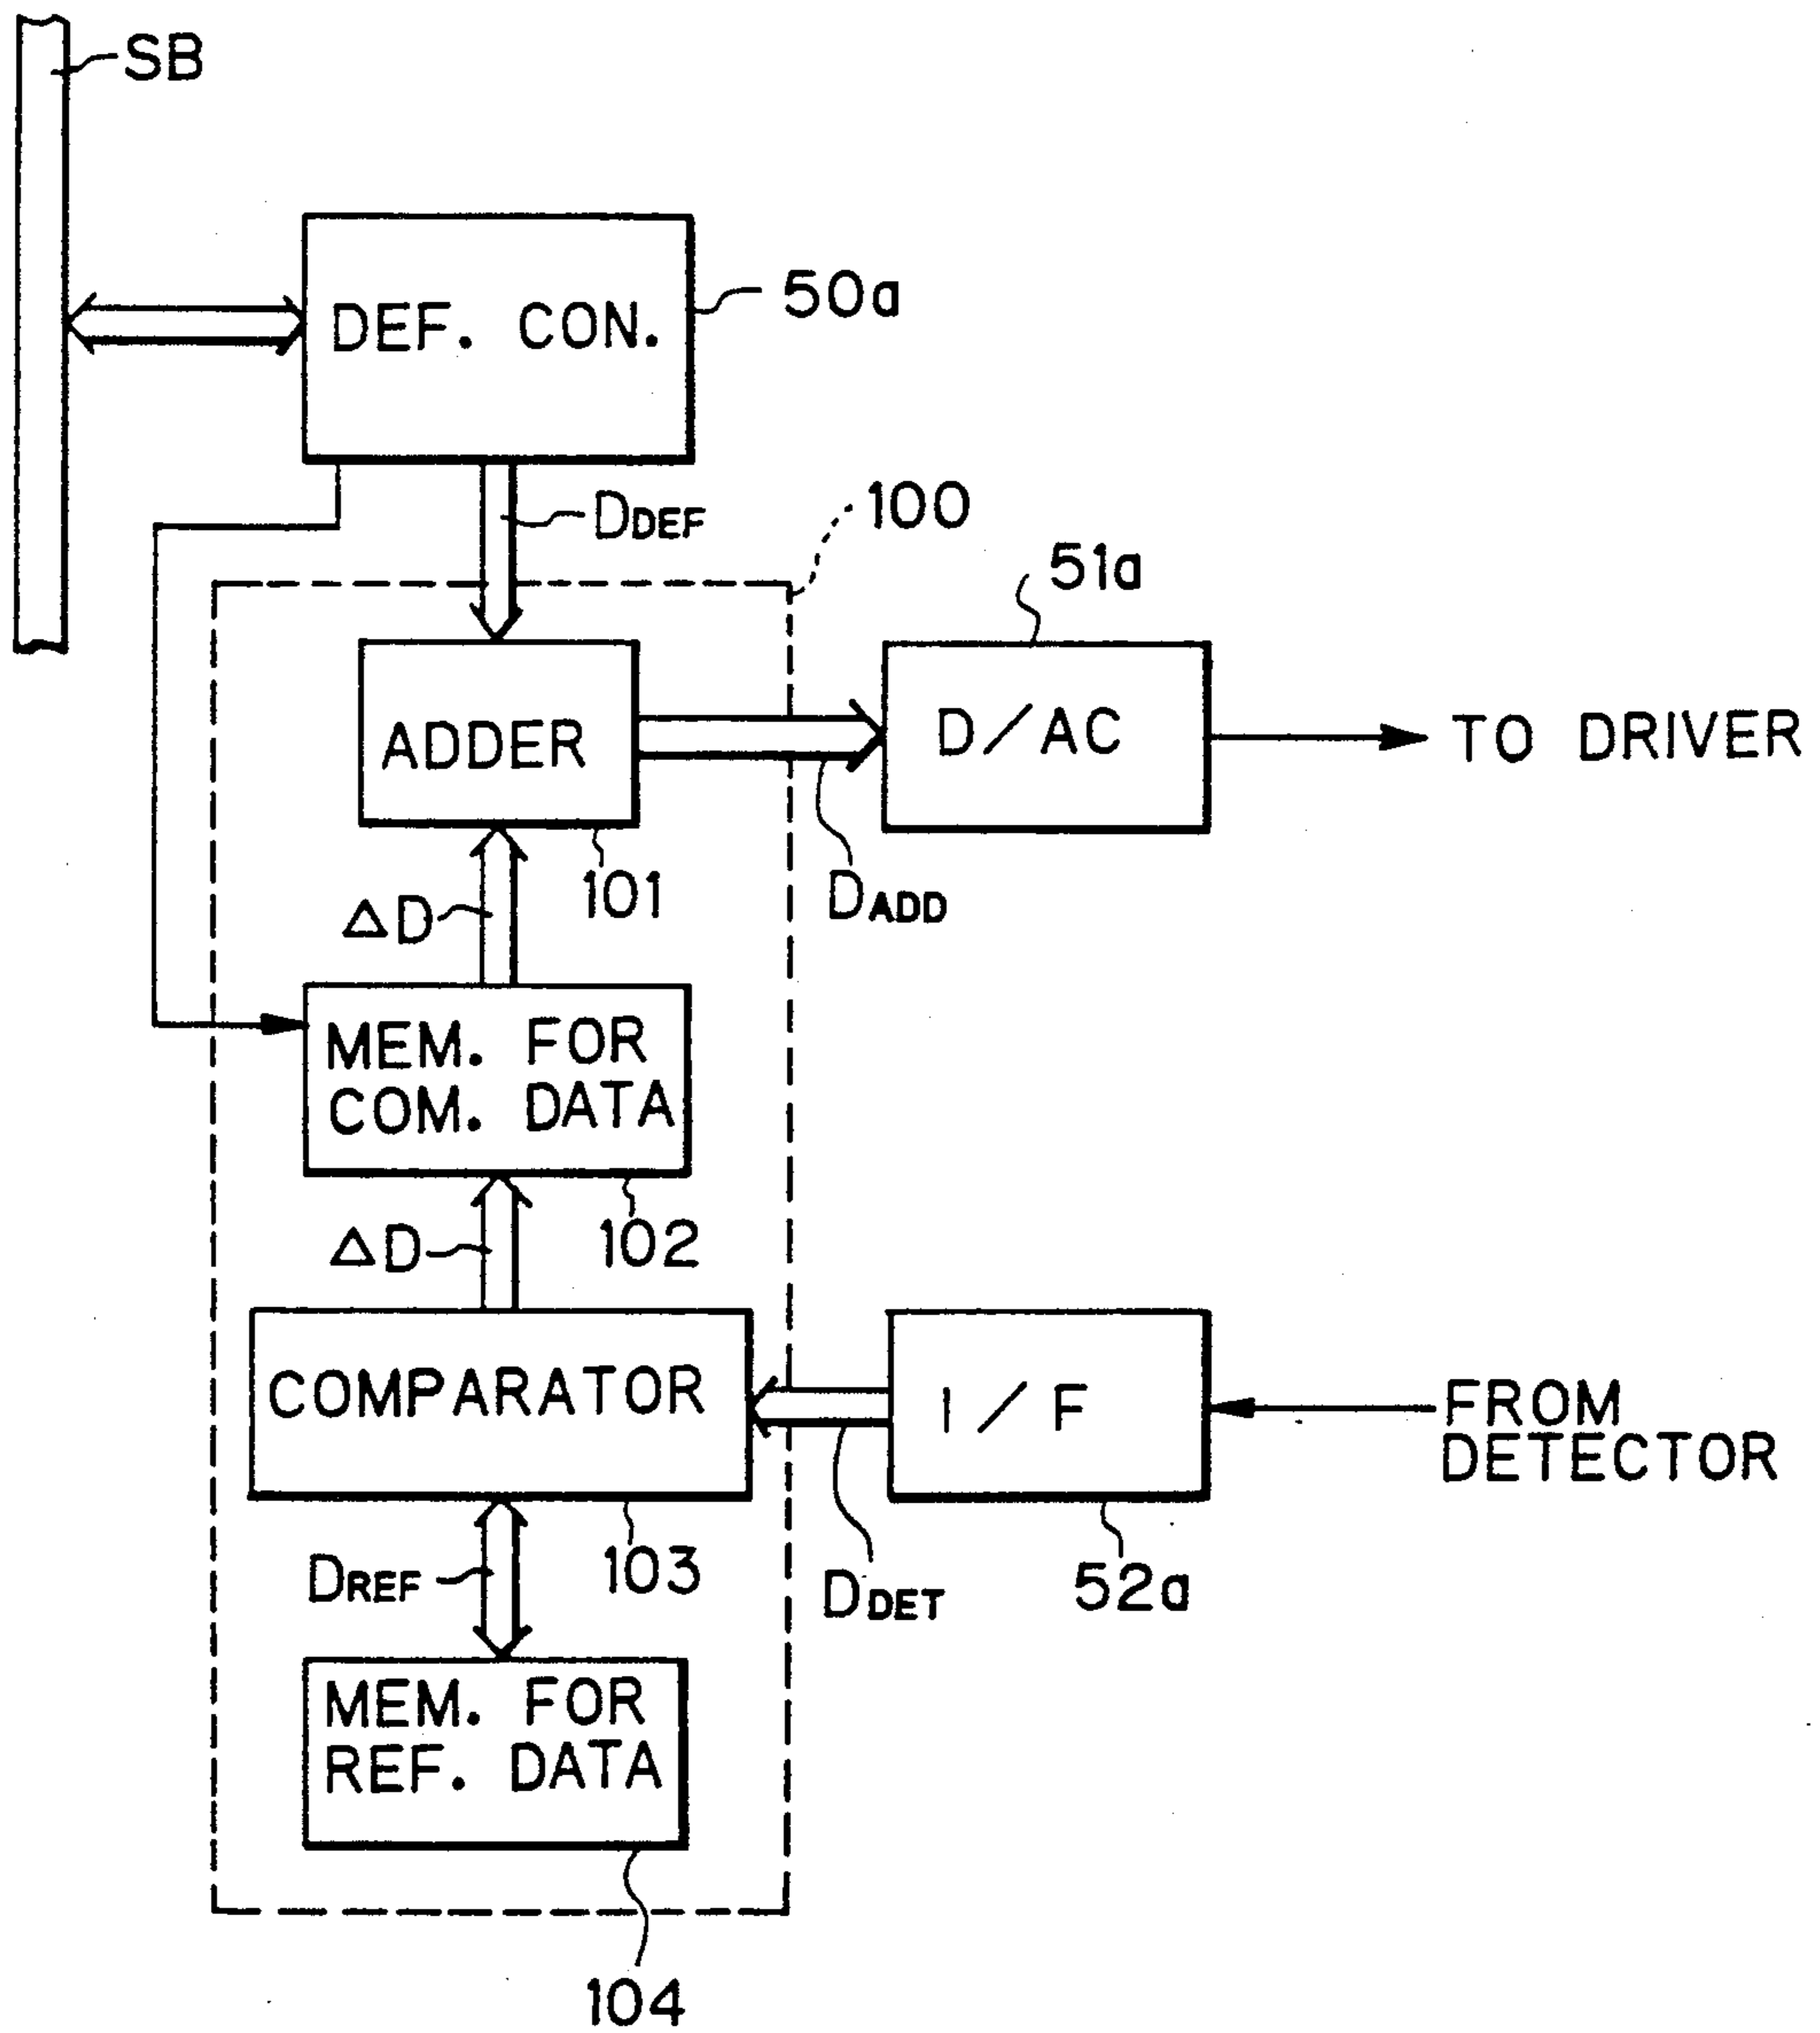 SB
DEF. CON.
50a
DDEF
100
51a
ADDER
D/AC
TO DRIVER
101
ΔD
DADD
MEM. FOR
COM. DATA
102
ΔD
COMPARATOR
I/F
FROM
DETECTOR
103
DREF
DDET
52a
MEM. FOR
REF. DATA
104